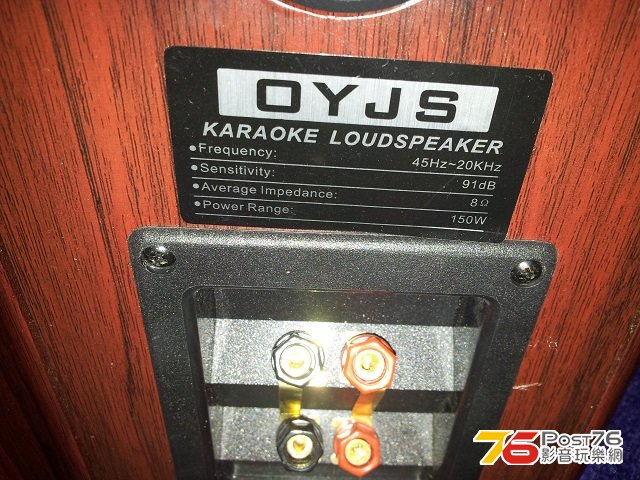 OYJS
KARAOKE LOUDSPEAKER
●Frequency: 45Hz~20KHz
●Sensitivity: 91dB
●Average Impedance: 8Ω
●Power Range: 150W
76 Post76
影音玩樂網